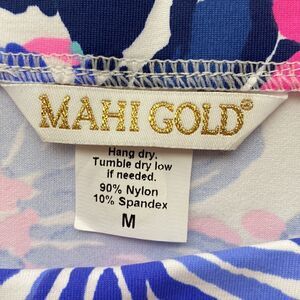 MAHI GOLD®
Hang dry.
Tumble dry low
if needed.
90% Nylon
10% Spandex
M